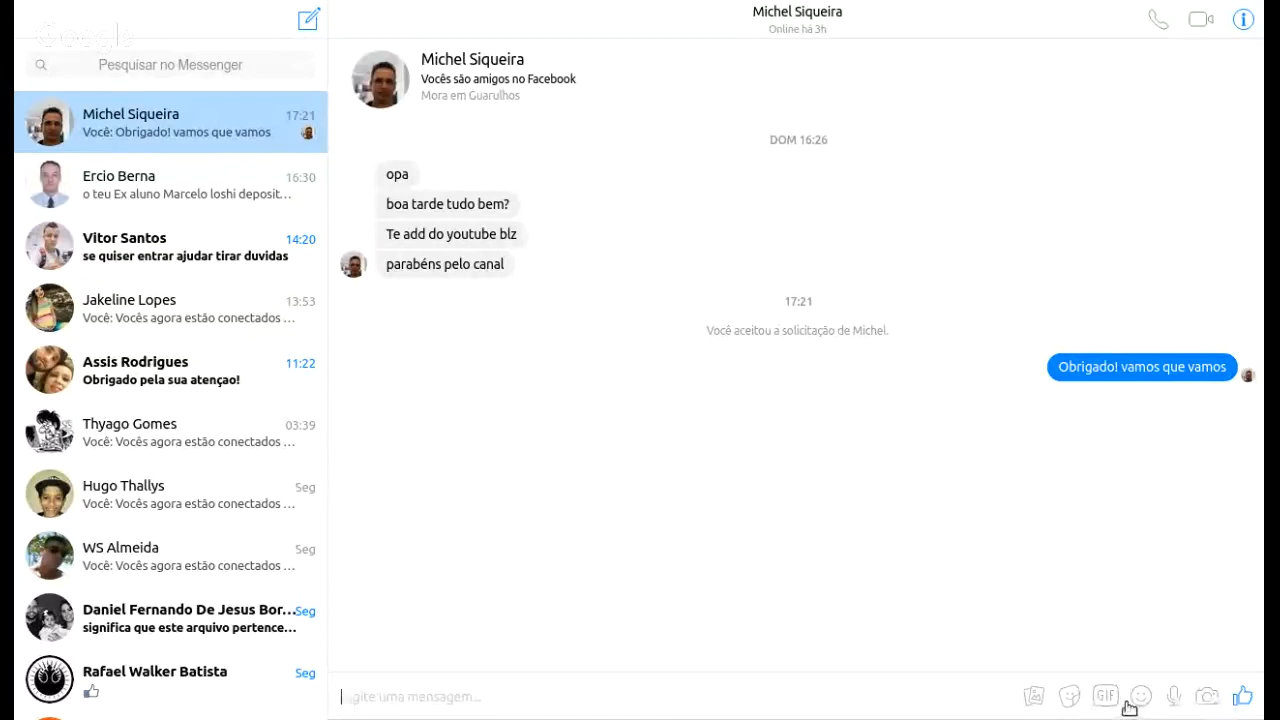 Google
Pesquisar no Messenger
Michel Siqueira 17:21
Você: Obrigado! vamos que vamos
Ercio Berna 16:30
o teu Ex aluno Marcelo Ioshi deposit...
Vitor Santos 14:20
se quiser entrar ajudar tirar duvidas
Jakeline Lopes 13:53
Você: Vocês agora estão conectados ...
Assis Rodrigues 11:22
Obrigado pela sua atençao!
Thyago Gomes 03:39
Você: Vocês agora estão conectados ...
Hugo Thallys Seg
Você: Vocês agora estão conectados ...
WS Almeida Seg
Você: Vocês agora estão conectados ...
Daniel Fernando De Jesus Bor... Seg
significa que este arquivo pertence...
Rafael Walker Batista Seg
Michel Siqueira
Online há 3h
Michel Siqueira
Vocês são amigos no Facebook
Mora em Guarulhos
DOM 16:26
opa
boa tarde tudo bem?
Te add do youtube blz
parabéns pelo canal
17:21
Você aceitou a solicitação de Michel.
Obrigado! vamos que vamos
Digite uma mensagem...
GIF